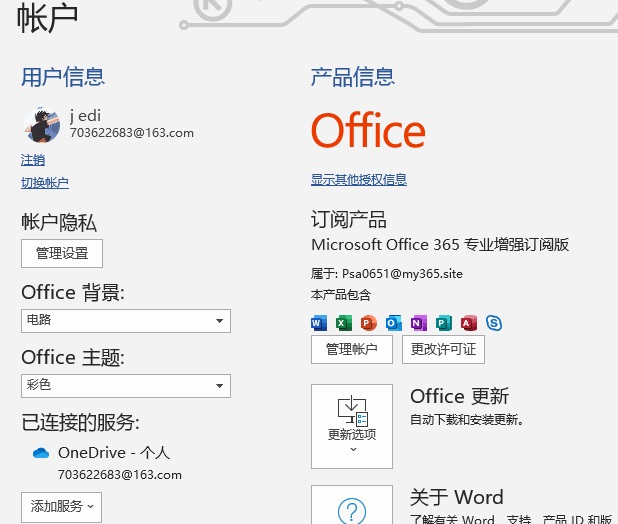 帐户
用户信息
j edi
703622683@163.com
注销
切换帐户
帐户隐私
管理设置
Office 背景:
电路
Office 主题:
彩色
已连接的服务:
OneDrive - 个人
703622683@163.com
添加服务
产品信息
Office
显示其他授权信息
订阅产品
Microsoft Office 365 专业增强订阅版
属于: Psa0651@my365.site
本产品包含
管理帐户
更改许可证
更新选项
Office 更新
自动下载和安装更新。
关于 Word
了解有关 Word、支持、产品 ID 和版